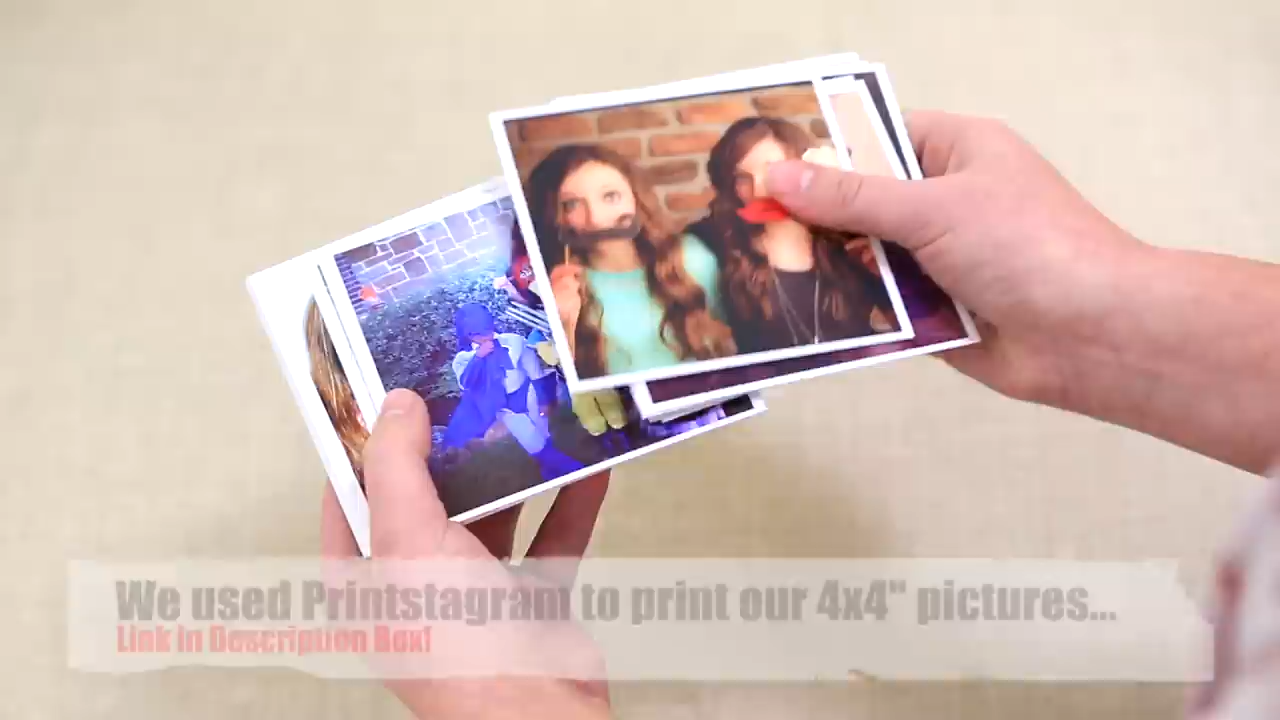 We used Printstagram to print our 4x4" pictures...
Link in Description Box!